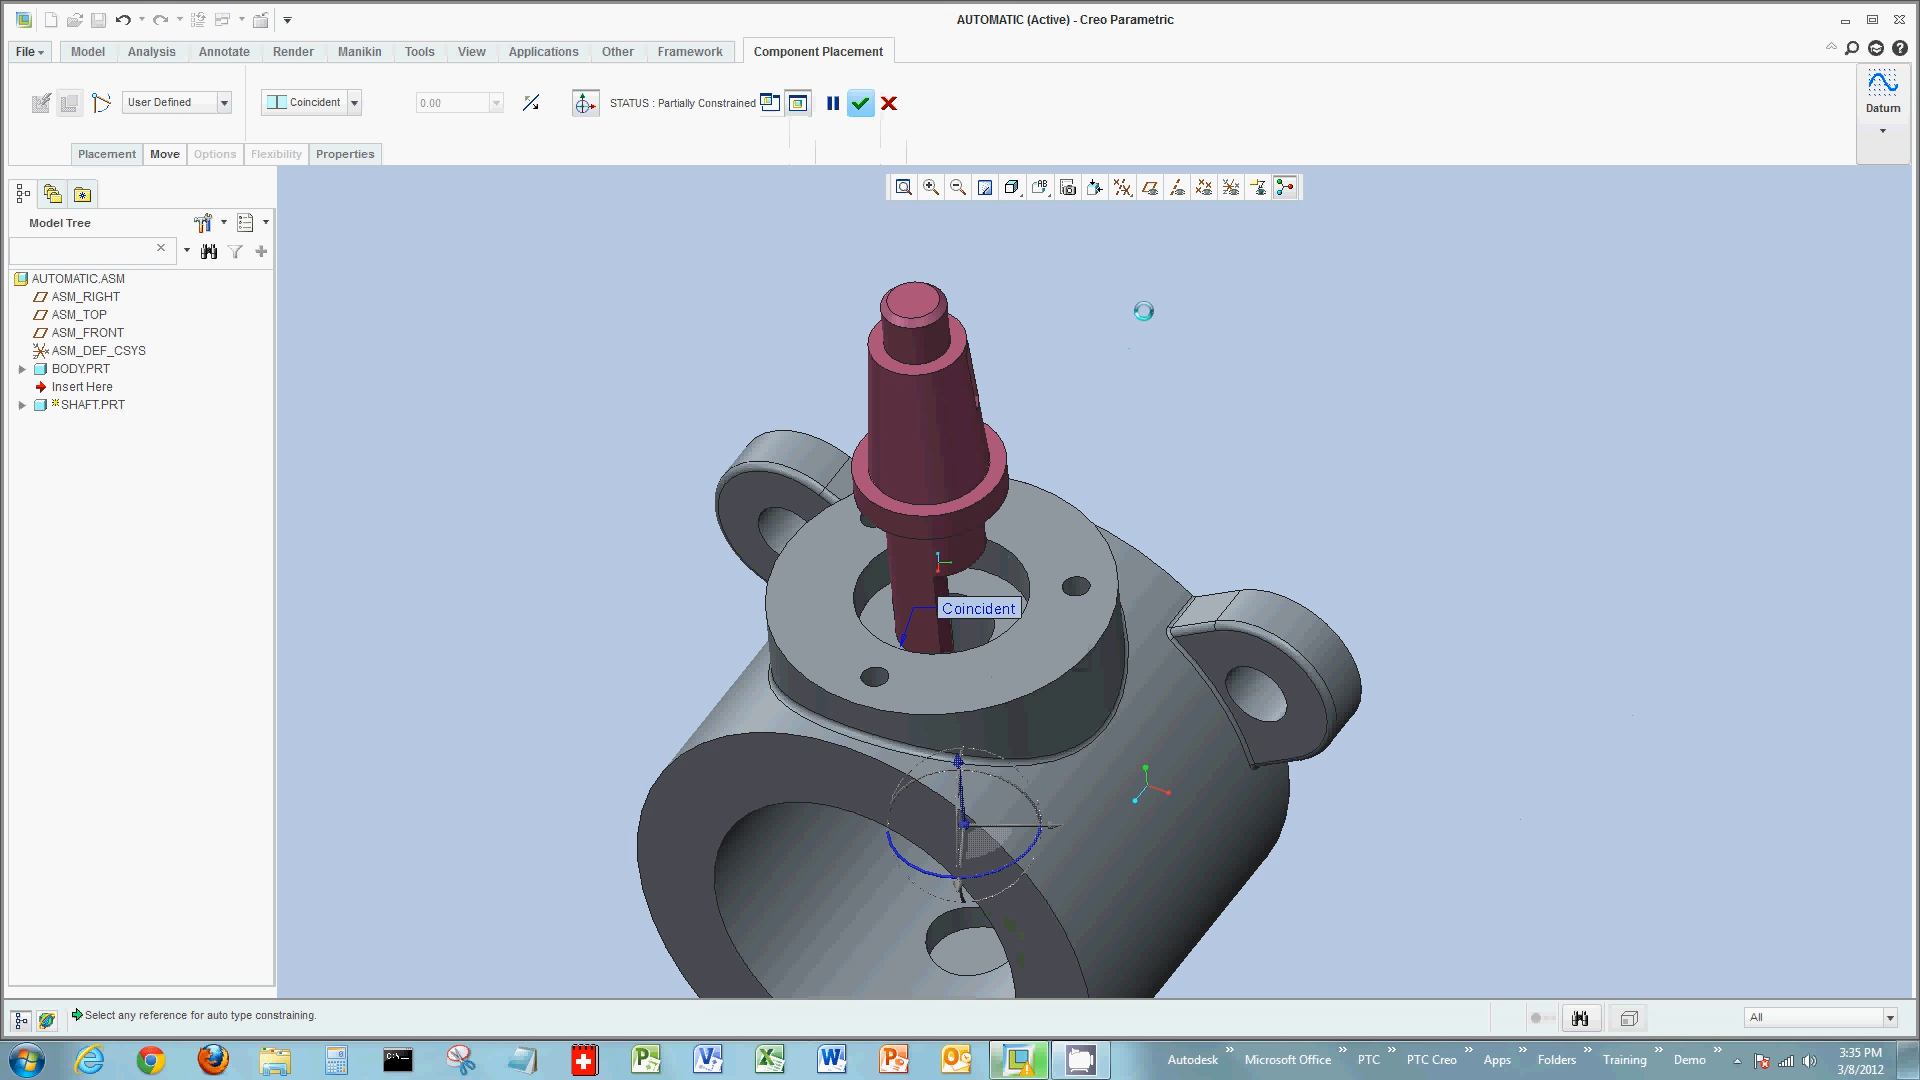 AUTOMATIC (Active) - Creo Parametric
File Model Analysis Annotate Render Manikin Tools View Applications Other Framework Component Placement
User Defined Coincident 0.00 STATUS : Partially Constrained
Datum
Placement Move Options Flexibility Properties
Model Tree
AUTOMATIC.ASM
ASM_RIGHT
ASM_TOP
ASM_FRONT
ASM_DEF_CSYS
BODY.PRT
Insert Here
SHAFT.PRT
Coincident
Select any reference for auto type constraining.
All
Autodesk Microsoft Office PTC PTC Creo Apps Folders Training Demo
3:35 PM
3/8/2012